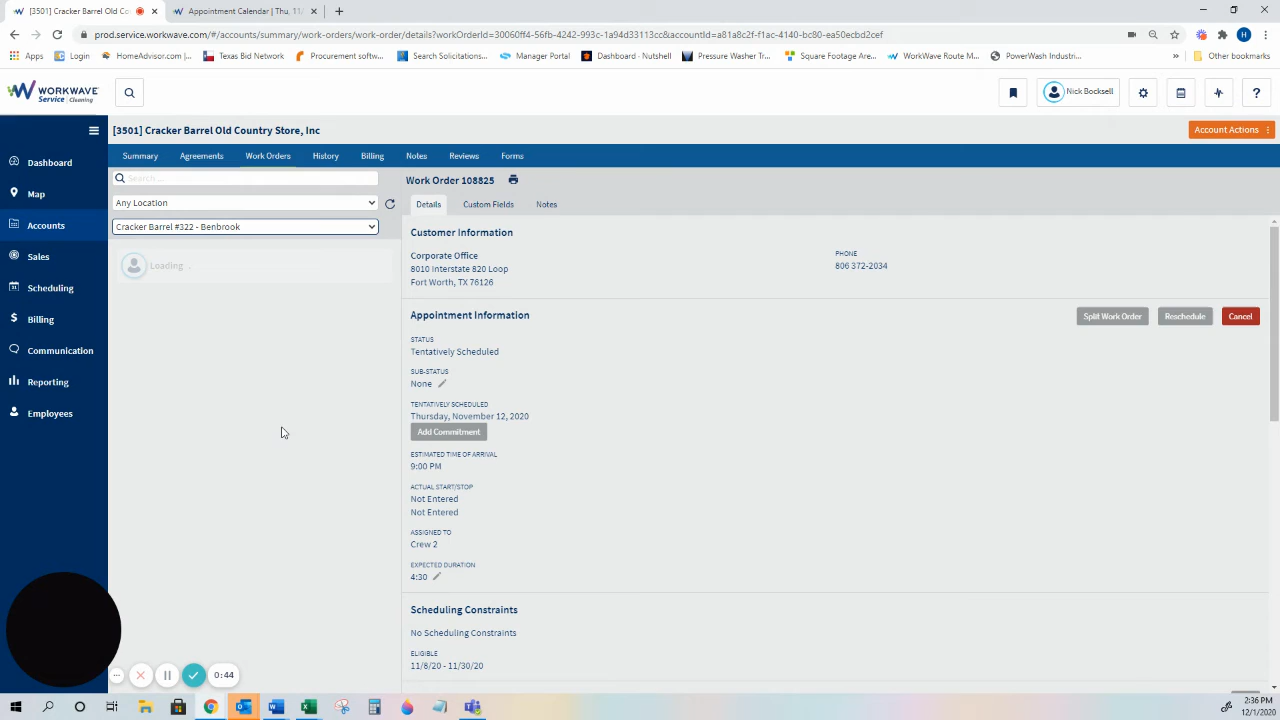 [3501] Cracker Barrel Old Co
Appointment Calendar | Thu, 11/
prod.service.workwave.com/#/accounts/summary/work-orders/work-order/details?workOrderId=30060ff4-56fb-4242-993c-1a94d33113cc&accountId=a81a8c2f-f1ac-4140-bc80-ea50ecbd2cef
H
Apps
Login
HomeAdvisor.com |...
Texas Bid Network
Projects
Search Solicitations...
Manager Portal
Dashboard - Nutshell
Pressure Washer Tr...
Square Footage Are...
WorkWave Route M...
PowerWash Industri...
»
Other bookmarks
WORKWAVE
Service | Cleaning
Nick Bocksell
?
[3501] Cracker Barrel Old Country Store, Inc
Account Actions
Summary
Agreements
Work Orders
History
Billing
Notes
Reviews
Forms
Dashboard
Map
Accounts
Sales
Scheduling
Billing
Communication
Reporting
Employees
Search ...
Any Location
Cracker Barrel #322 - Benbrook
Loading .
Work Order 108825
Details
Custom Fields
Notes
Customer Information
Corporate Office
8010 Interstate 820 Loop
Fort Worth, TX 76126
PHONE
806 372-2034
Appointment Information
Split Work Order
Reschedule
Cancel
STATUS
Tentatively Scheduled
SUB-STATUS
None
TENTATIVELY SCHEDULED
Thursday, November 12, 2020
Add Commitment
ESTIMATED TIME OF ARRIVAL
9:00 PM
ACTUAL START/STOP
Not Entered
Not Entered
ASSIGNED TO
Crew 2
EXPECTED DURATION
4:30
Scheduling Constraints
No Scheduling Constraints
ELIGIBLE
11/8/20 - 11/30/20
0:44
2:36 PM
12/1/2020